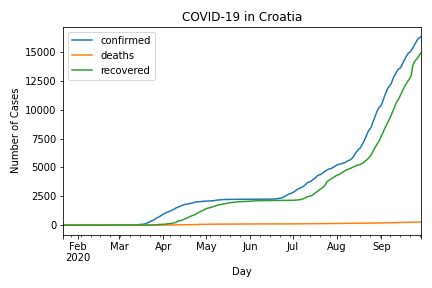 COVID-19 in Croatia
confirmed
deaths
recovered
Number of Cases
15000
12500
10000
7500
5000
2500
0
Feb
2020
Mar
Apr
May
Jun
Jul
Aug
Sep
Day